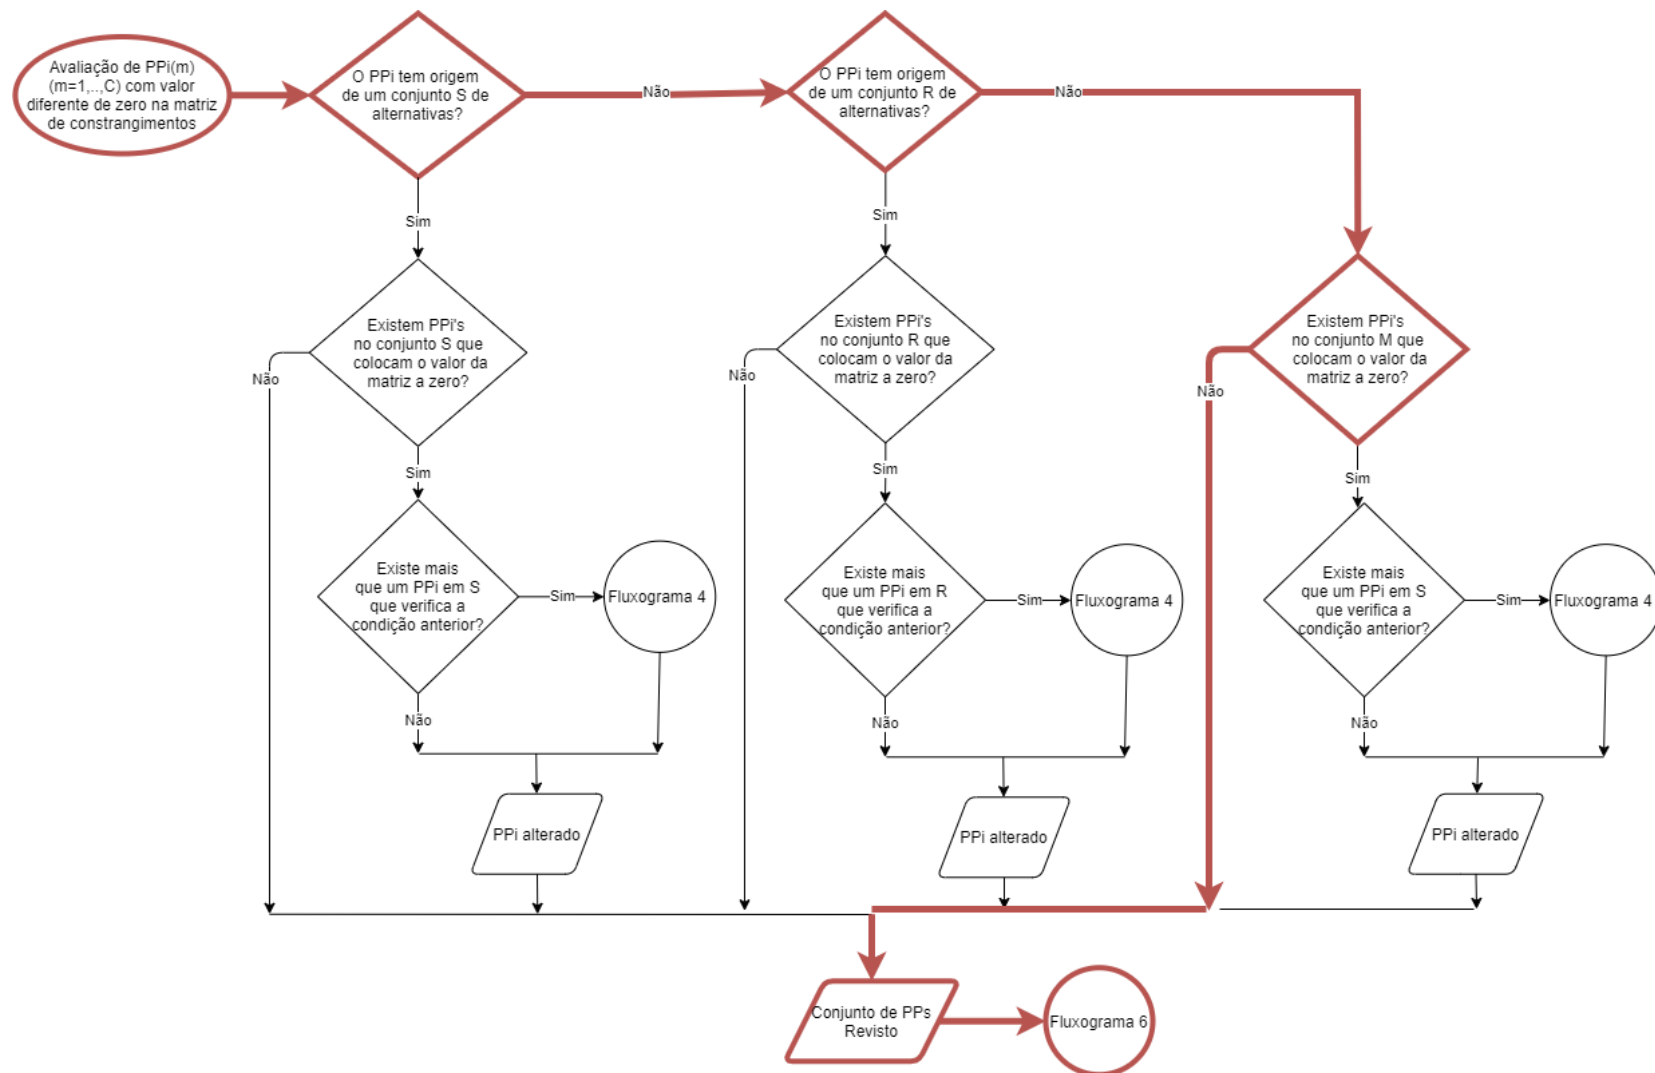 Avaliação de PPi(m)
(m=1,..,C) com valor
diferente de zero na matriz
de constrangimentos
O PPi tem origem
de um conjunto S de
alternativas?
Não
O PPi tem origem
de um conjunto R de
alternativas?
Não
Sim
Sim
Existem PPi's
no conjunto S que
colocam o valor da
matriz a zero?
Não
Existem PPi's
no conjunto R que
colocam o valor da
matriz a zero?
Não
Existem PPi's
no conjunto M que
colocam o valor da
matriz a zero?
Não
Sim
Sim
Sim
Existe mais
que um PPi em S
que verifica a
condição anterior?
Sim
Fluxograma 4
Existe mais
que um PPi em R
que verifica a
condição anterior?
Sim
Fluxograma 4
Existe mais
que um PPi em S
que verifica a
condição anterior?
Sim
Fluxograma 4
Não
Não
Não
PPi alterado
PPi alterado
PPi alterado
Conjunto de PPs
Revisto
Fluxograma 6